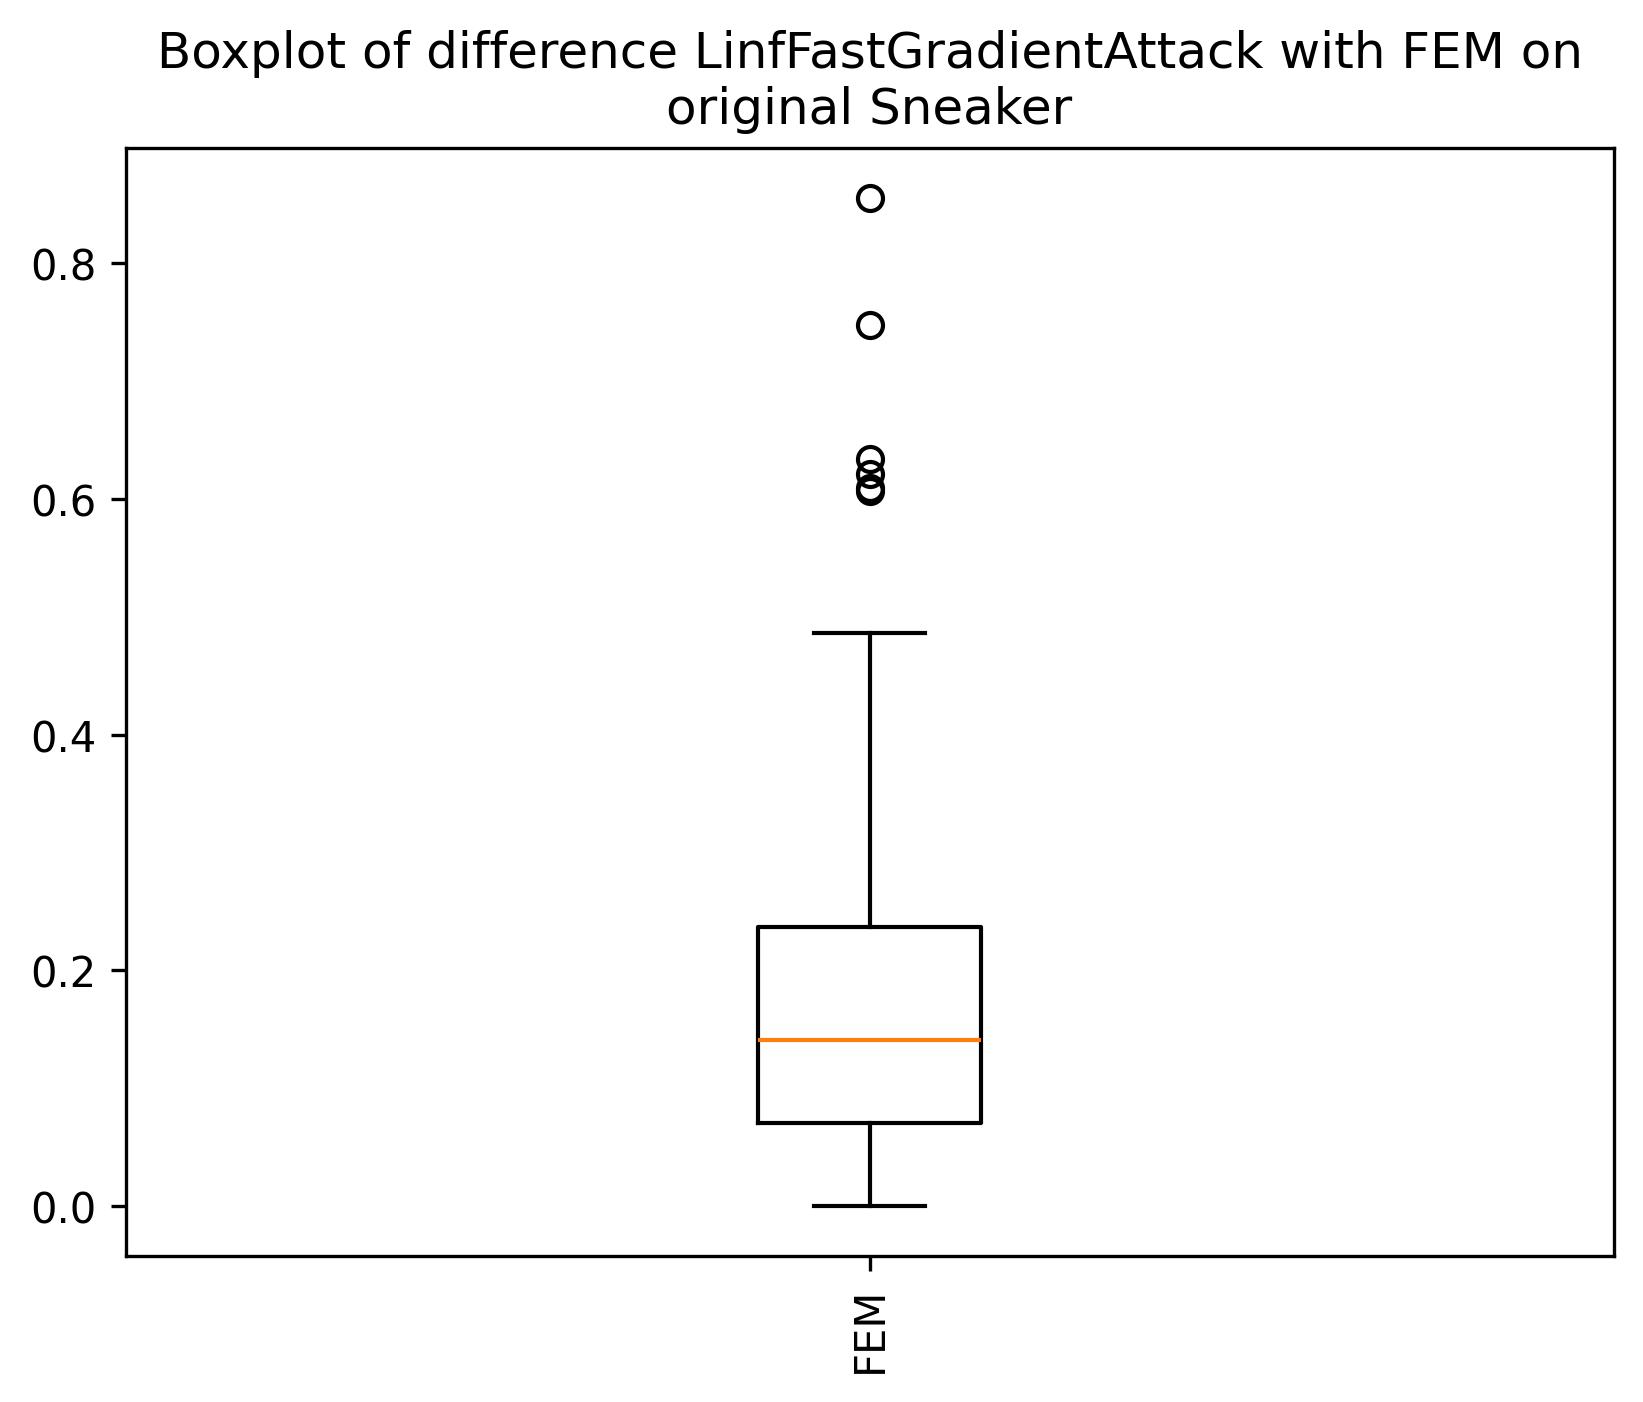 Boxplot of difference LinfFastGradientAttack with FEM on
original Sneaker
0.8
0.6
0.4
0.2
0.0
FEM